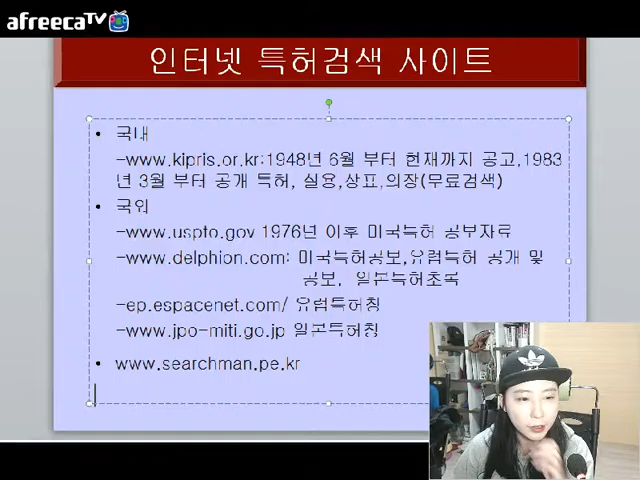 afreecaTV
인터넷 특허검색 사이트
• 국내
-www.kipris.or.kr:1948년 6월 부터 현재까지 공고,1983
년 3월 부터 공개 특허, 실용,상표,의장(무료검색)
• 국외
-www.uspto.gov 1976년 이후 미국특허 공부자료
-www.delphion.com: 미국특허공보,유럽특허 공개 및
공보, 일본특허초록
-ep.espacenet.com/ 유럽특허청
-www.jpo-miti.go.jp 일본특허청
• www.searchman.pe.kr